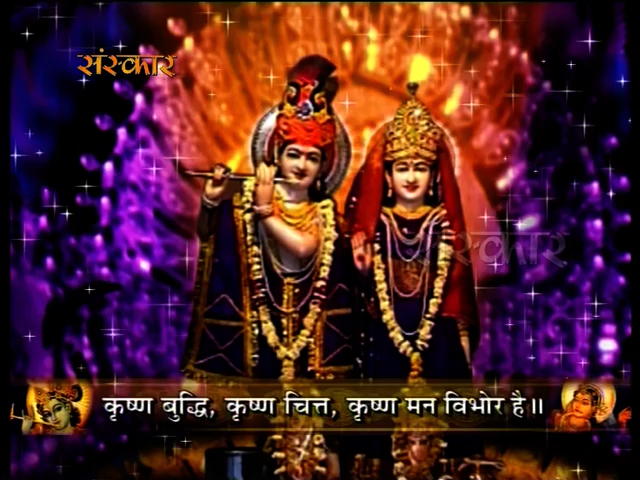 संस्कार
संस्कार
कृष्ण बुद्धि, कृष्ण चित्त, कृष्ण मन विभोर है॥